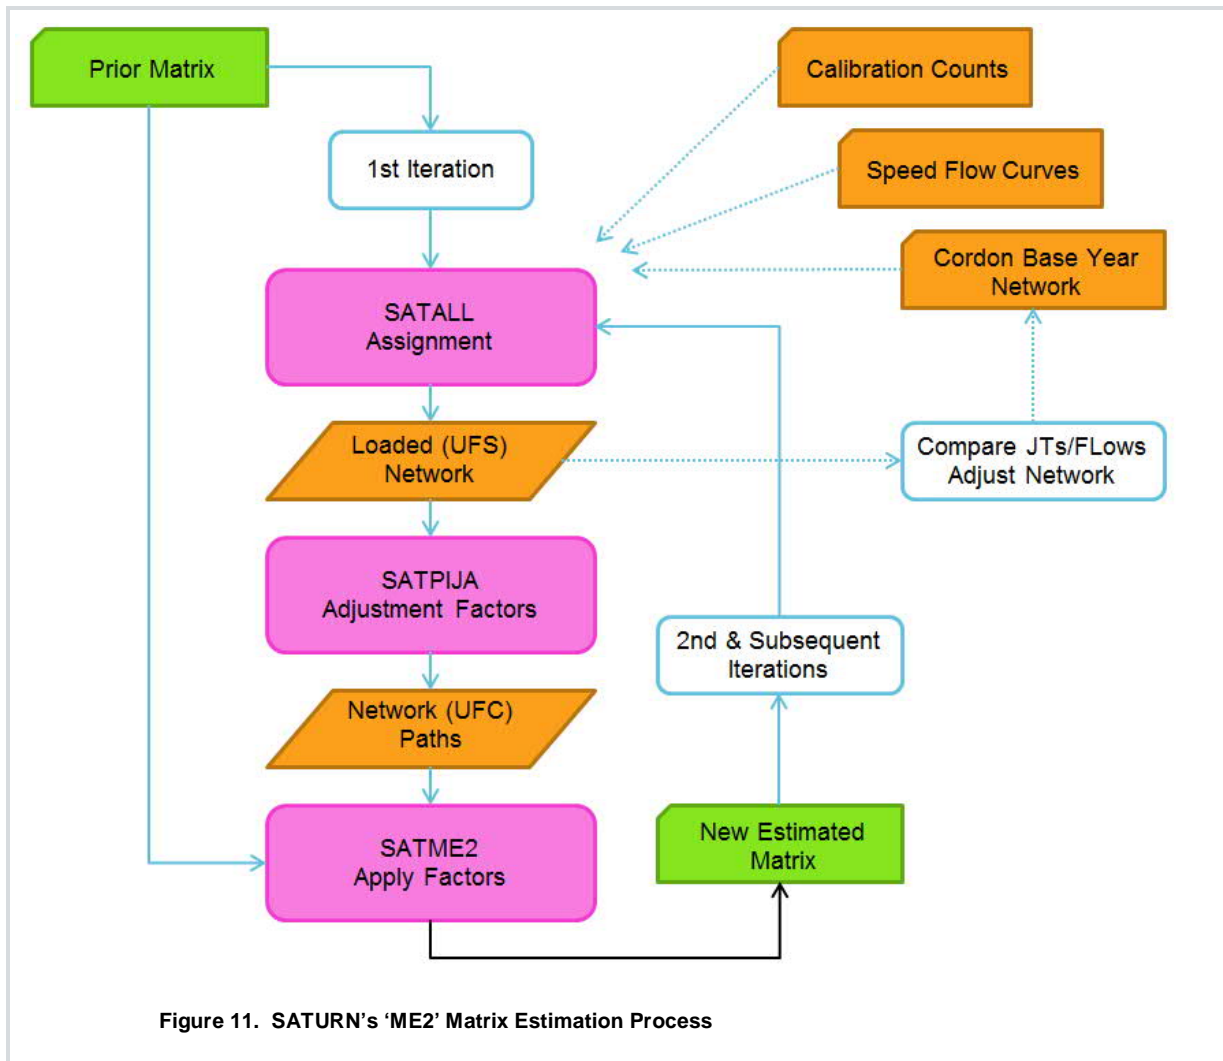 Prior Matrix
Calibration Counts
1st Iteration
Speed Flow Curves
Cordon Base Year
Network
SATALL
Assignment
Loaded (UFS)
Network
Compare JTs/FLows
Adjust Network
SATPIJA
Adjustment Factors
2nd & Subsequent
Iterations
Network (UFC)
Paths
New Estimated
Matrix
SATME2
Apply Factors
Figure 11. SATURN's 'ME2' Matrix Estimation Process